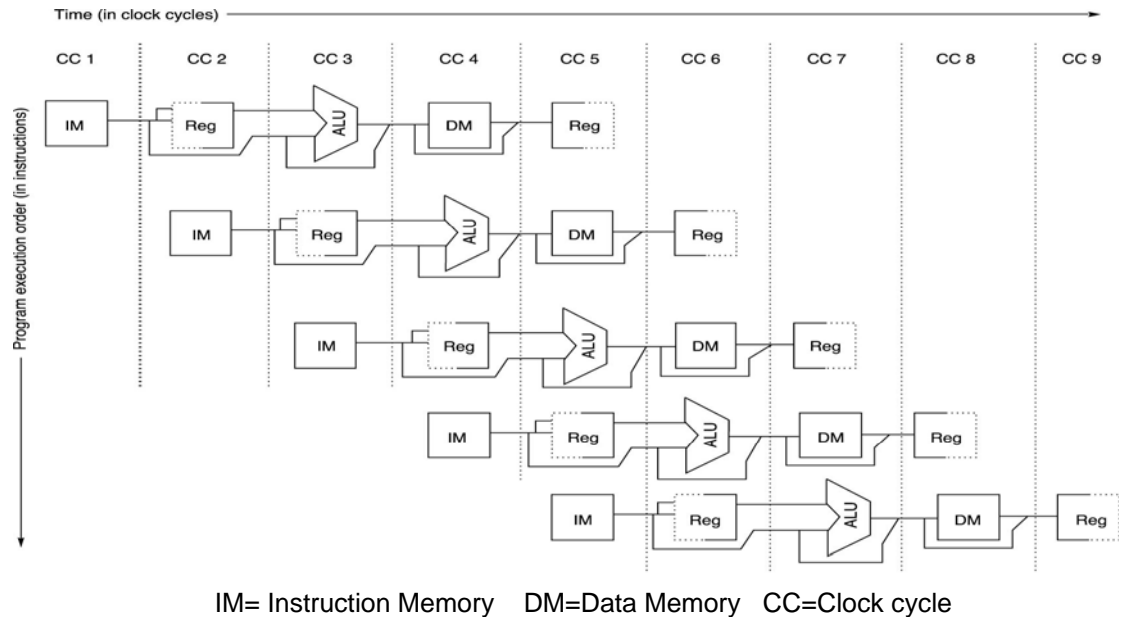 Time (in clock cycles)
CC 1 CC 2 CC 3 CC 4 CC 5 CC 6 CC 7 CC 8 CC 9
Program execution order (in instructions)
IM Reg ALU DM Reg
IM Reg ALU DM Reg
IM Reg ALU DM Reg
IM Reg ALU DM Reg
IM Reg ALU DM Reg
IM= Instruction Memory DM=Data Memory CC=Clock cycle